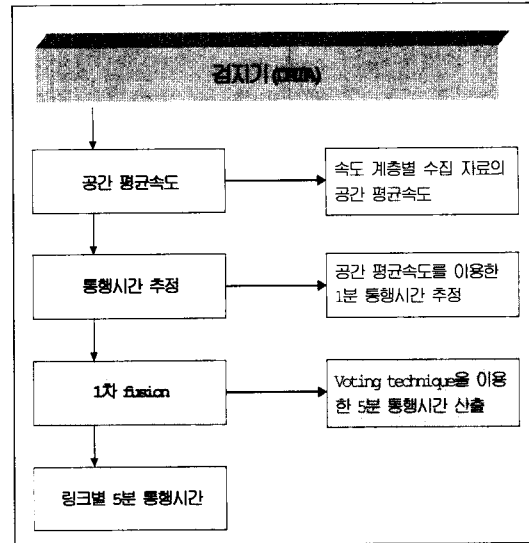 검지기
공간 평균속도
속도 계층별 수집 자료의
공간 평균속도
통행시간 추정
공간 평균속도를 이용한
1분 통행시간 추정
1차 fusion
Voting technique을 이용
한 5분 통행시간 산출
링크별 5분 통행시간